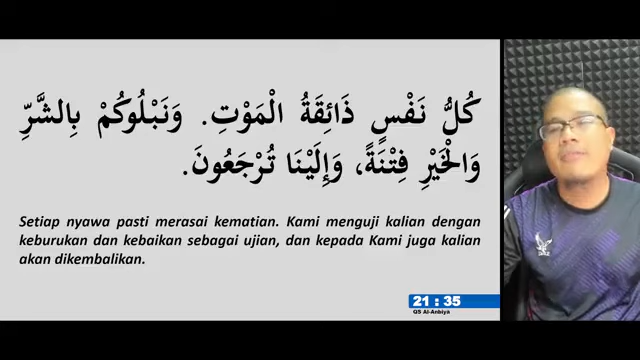 كُلُّ نَفْسٍ ذَائِقَةُ الْمَوْتِ. وَنَبْلُوكُمْ بِالشَّرِّ
وَالْخَيْرِ فِتْنَةً، وَإِلَيْنَا تُرْجَعُونَ.
Setiap nyawa pasti merasai kematian. Kami menguji kalian dengan
keburukan dan kebaikan sebagai ujian, dan kepada Kami juga kalian
akan dikembalikan.
21 : 35
QS Al-Anbiya